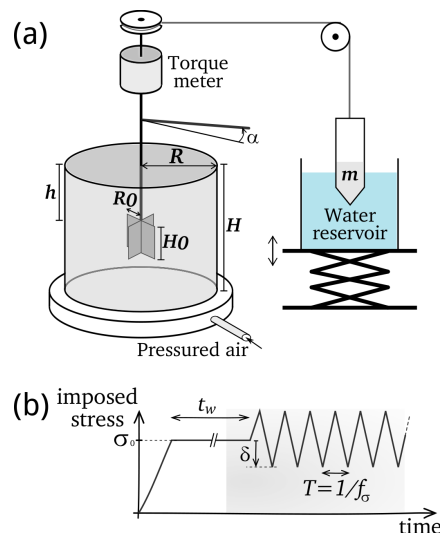 (a)
Torque
meter
α
R
h
R0
H0
H
m
Water
reservoir
Pressured air
(b)
imposed
stress
t_w
σ₀
δ
T=1/f_σ
time